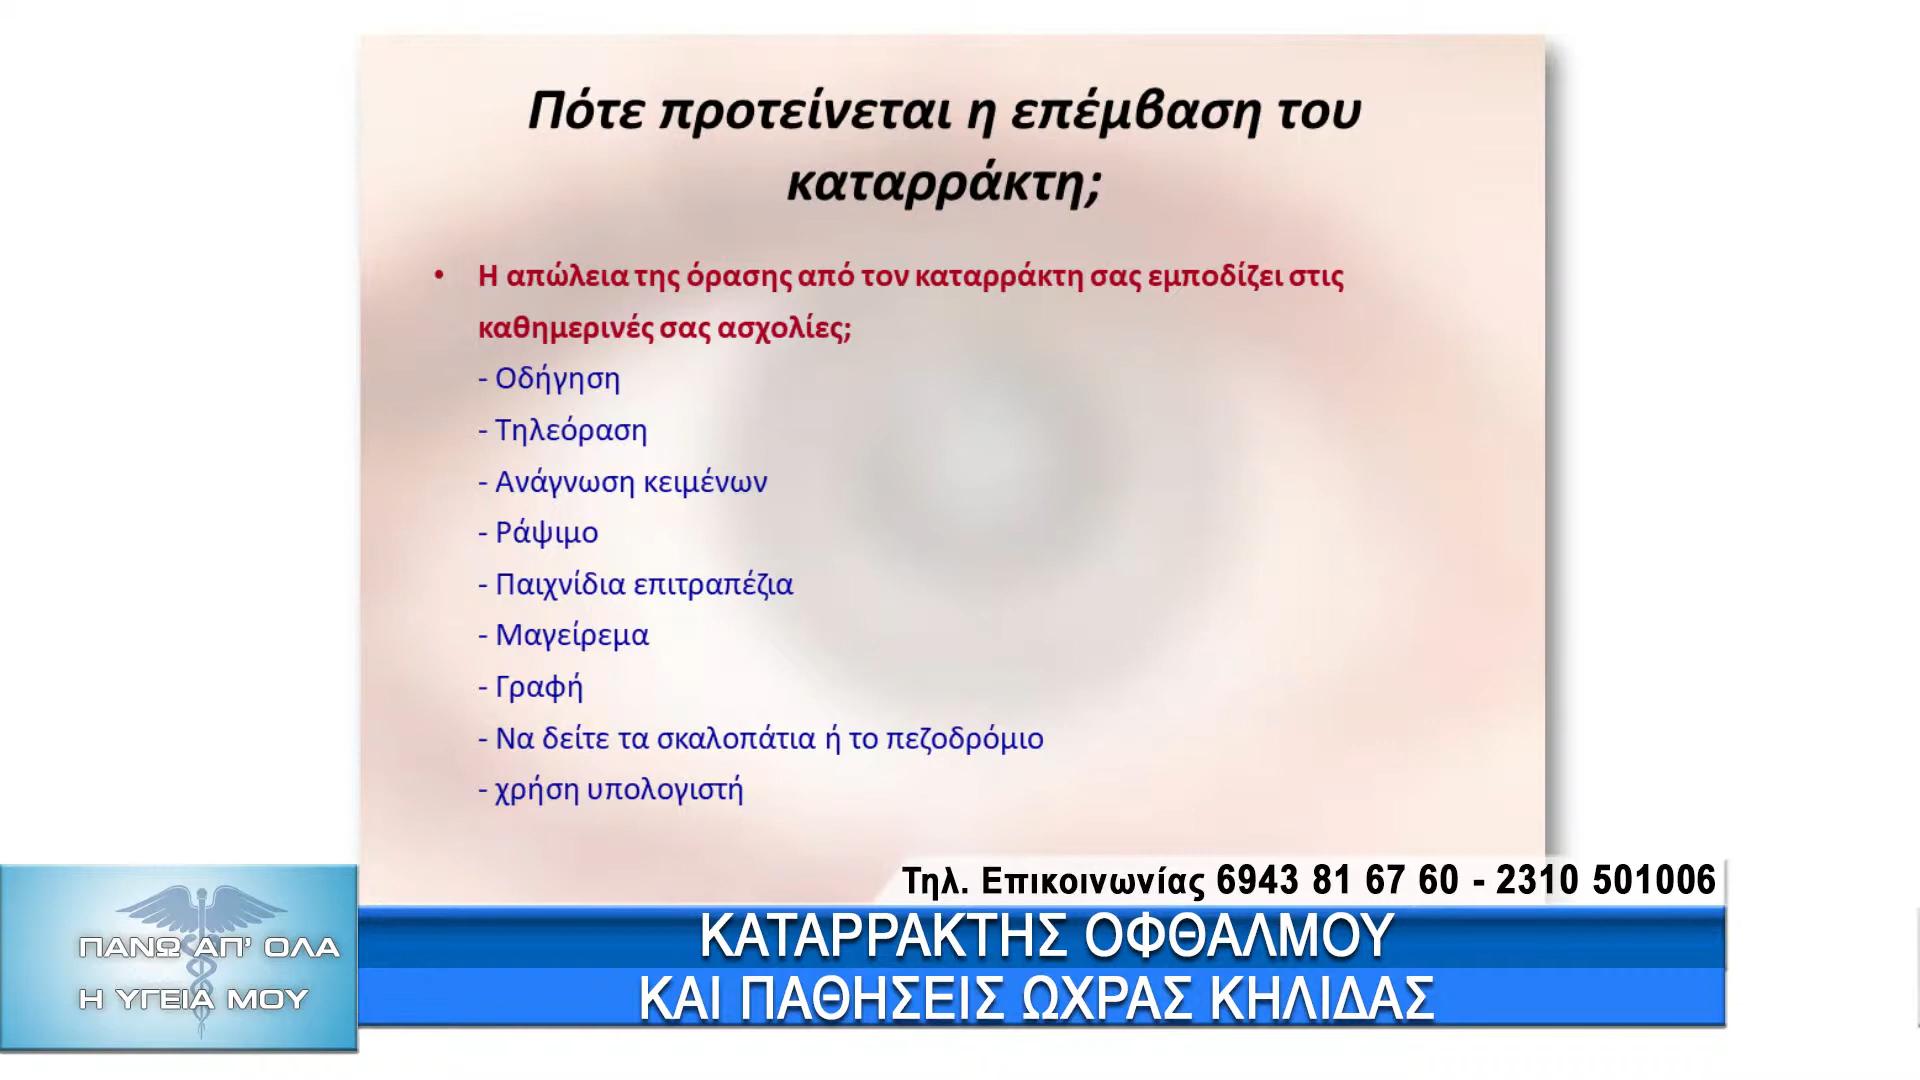 Πότε προτείνεται η επέμβαση του
καταρράκτη;
• Η απώλεια της όρασης από τον καταρράκτη σας εμποδίζει στις
καθημερινές σας ασχολίες;
- Οδήγηση
- Τηλεόραση
- Ανάγνωση κειμένων
- Ράψιμο
- Παιχνίδια επιτραπέζια
- Μαγείρεμα
- Γραφή
- Να δείτε τα σκαλοπάτια ή το πεζοδρόμιο
- χρήση υπολογιστή
Τηλ. Επικοινωνίας 6943 81 67 60 - 2310 501006
ΚΑΤΑΡΡΑΚΤΗΣ ΟΦΘΑΛΜΟΥ
ΚΑΙ ΠΑΘΗΣΕΙΣ ΩΧΡΑΣ ΚΗΛΙΔΑΣ
ΠΑΝΩ ΑΠ' ΟΛΑ
Η ΥΓΕΙΑ ΜΟΥ